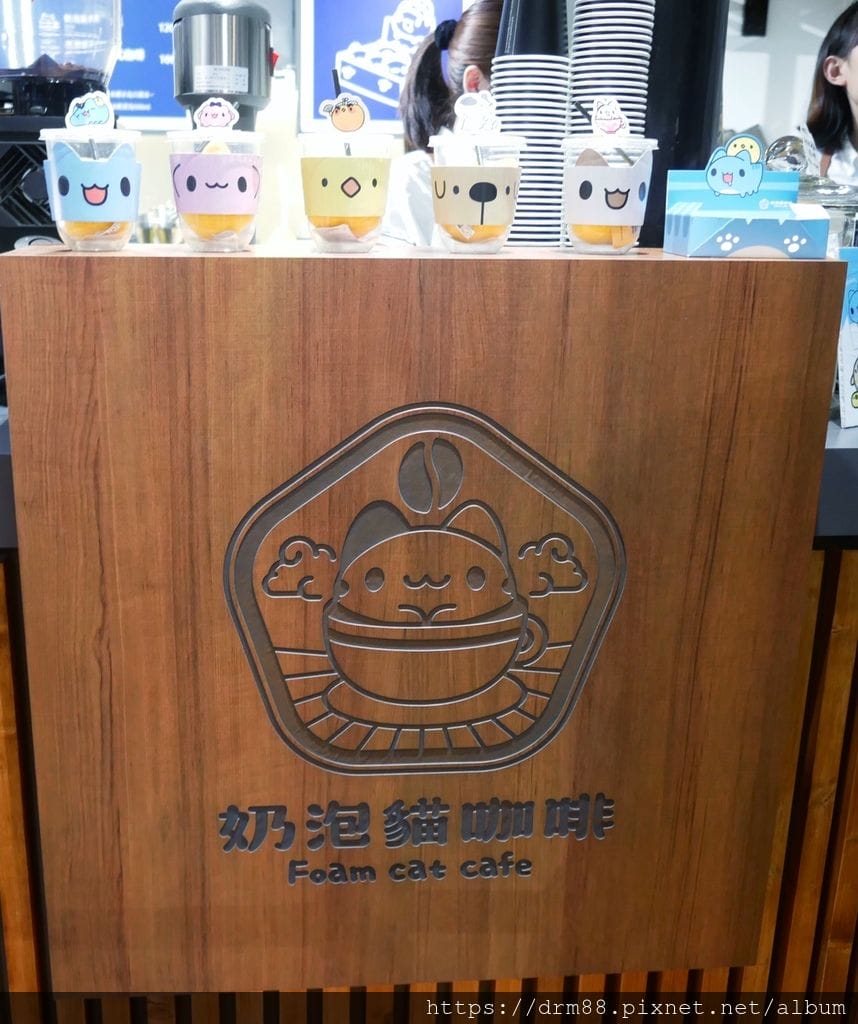 奶泡貓咖啡
Foam cat cafe
https://drm88.pixnet.net/album